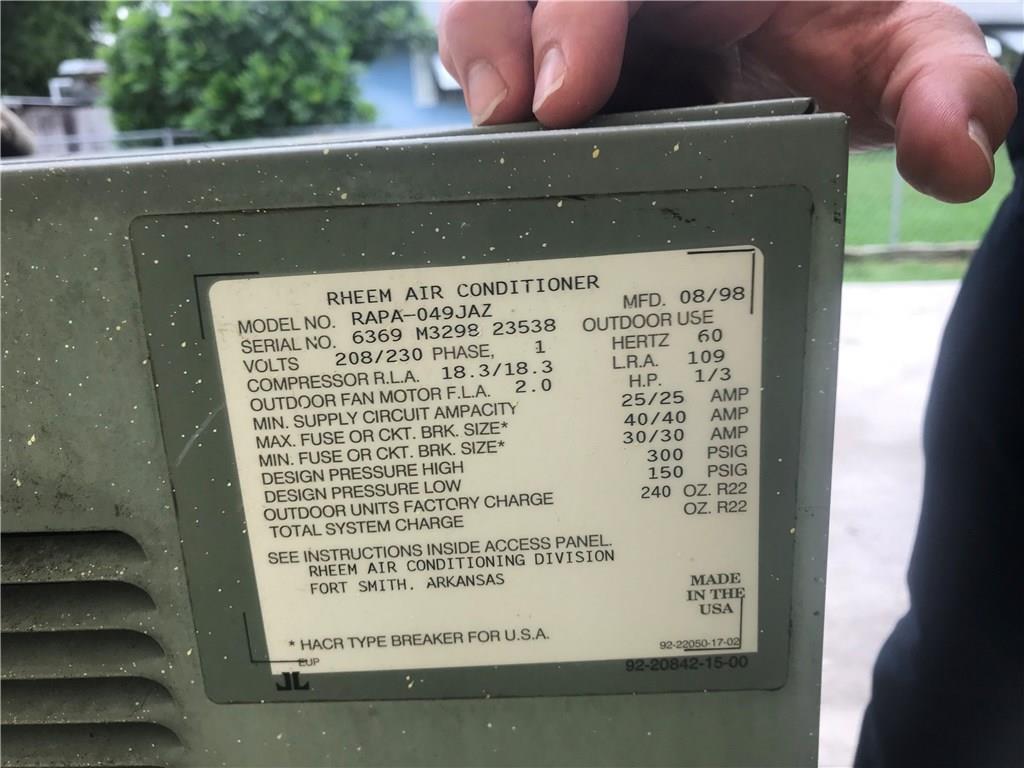 RHEEM AIR CONDITIONER
MODEL NO. RAPA-049JAZ MFD. 08/98
SERIAL NO. 6369 M3298 23538 OUTDOOR USE
VOLTS 208/230 PHASE, 1 HERTZ 60
COMPRESSOR R.L.A. 18.3/18.3 L.R.A. 109
OUTDOOR FAN MOTOR F.L.A. 2.0 H.P. 1/3
MIN. SUPPLY CIRCUIT AMPACITY 25/25 AMP
MAX. FUSE OR CKT. BRK. SIZE* 40/40 AMP
MIN. FUSE OR CKT. BRK. SIZE* 30/30 AMP
DESIGN PRESSURE HIGH 300 PSIG
DESIGN PRESSURE LOW 150 PSIG
OUTDOOR UNITS FACTORY CHARGE 240 OZ. R22
TOTAL SYSTEM CHARGE OZ. R22
SEE INSTRUCTIONS INSIDE ACCESS PANEL.
RHEEM AIR CONDITIONING DIVISION
FORT SMITH, ARKANSAS
MADE
IN THE
USA
* HACR TYPE BREAKER FOR U.S.A.
92-22050-17-02
EUP
92-20842-15-00